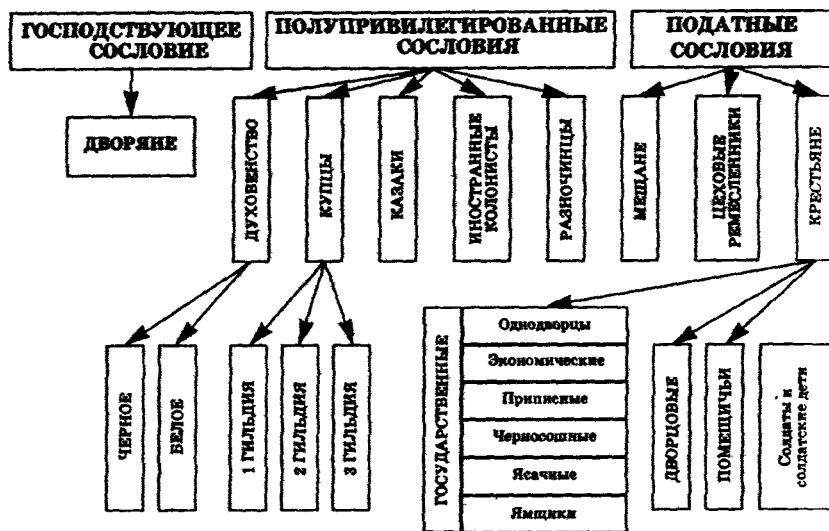 ГОСПОДСТВУЮЩЕЕ
СОСЛОВИЕ
ПОЛУПРИВИЛЕГИРОВАННЫЕ
СОСЛОВИЯ
ПОДАТНЫЕ
СОСЛОВИЯ
ДВОРЯНЕ
ДУХОВЕНСТВО
КУПЦЫ
КАЗАКИ
ИНОСТРАННЫЕ
КОЛОНИСТЫ
РАЗНОЧИНЦЫ
МЕЩАНЕ
ЦЕХОВЫЕ
РЕМЕСЛЕННИКИ
КРЕСТЬЯНЕ
ЧЕРНОЕ
БЕЛОЕ
1 ГИЛЬДИЯ
2 ГИЛЬДИЯ
3 ГИЛЬДИЯ
ГОСУДАРСТВЕННЫЕ
Однодворцы
Экономические
Приписные
Черносошные
Ясачные
Ямщики
ДВОРЦОВЫЕ
ПОМЕЩИЧЬИ
Солдаты и
солдатские дети